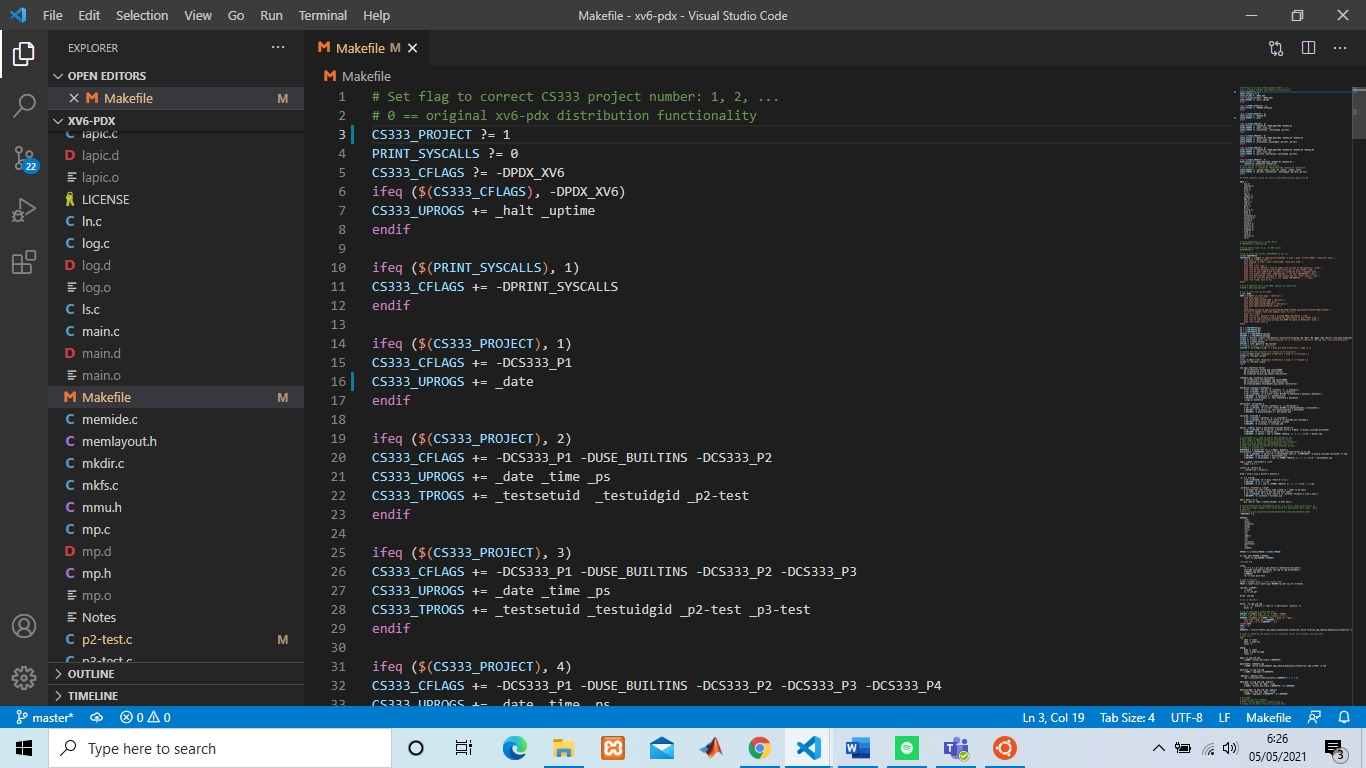 File Edit Selection View Go Run Terminal Help Makefile - xv6-pdx - Visual Studio Code
EXPLORER
OPEN EDITORS
M Makefile M
XV6-PDX
C lapic.c
D lapic.d
lapic.o
LICENSE
C ln.c
C log.c
D log.d
log.o
C ls.c
C main.c
D main.d
main.o
M Makefile M
C memide.c
C memlayout.h
C mkdir.c
C mkfs.c
C mmu.h
C mp.c
D mp.d
C mp.h
mp.o
Notes
C p2-test.c M
C p3-test.c
OUTLINE
TIMELINE
22
M Makefile M
M Makefile
1 # Set flag to correct CS333 project number: 1, 2, ...
2 # 0 == original xv6-pdx distribution functionality
3 CS333_PROJECT ?= 1
4 PRINT_SYSCALLS ?= 0
5 CS333_CFLAGS ?= -DPDX_XV6
6 ifeq ($(CS333_CFLAGS), -DPDX_XV6)
7 CS333_UPROGS += _halt _uptime
8 endif
9
10 ifeq ($(PRINT_SYSCALLS), 1)
11 CS333_CFLAGS += -DPRINT_SYSCALLS
12 endif
13
14 ifeq ($(CS333_PROJECT), 1)
15 CS333_CFLAGS += -DCS333_P1
16 CS333_UPROGS += _date
17 endif
18
19 ifeq ($(CS333_PROJECT), 2)
20 CS333_CFLAGS += -DCS333_P1 -DUSE_BUILTINS -DCS333_P2
21 CS333_UPROGS += _date _time _ps
22 CS333_TPROGS += _testsetuid  _testuidgid _p2-test
23 endif
24
25 ifeq ($(CS333_PROJECT), 3)
26 CS333_CFLAGS += -DCS333_P1 -DUSE_BUILTINS -DCS333_P2 -DCS333_P3
27 CS333_UPROGS += _date _time _ps
28 CS333_TPROGS += _testsetuid _testuidgid _p2-test _p3-test
29 endif
30
31 ifeq ($(CS333_PROJECT), 4)
32 CS333_CFLAGS += -DCS333_P1 -DUSE_BUILTINS -DCS333_P2 -DCS333_P3 -DCS333_P4
33 CS333_UPROGS += _date _time _ps
master* 0 0 Ln 3, Col 19 Tab Size: 4 UTF-8 LF Makefile
Type here to search
6:26
05/05/2021
3